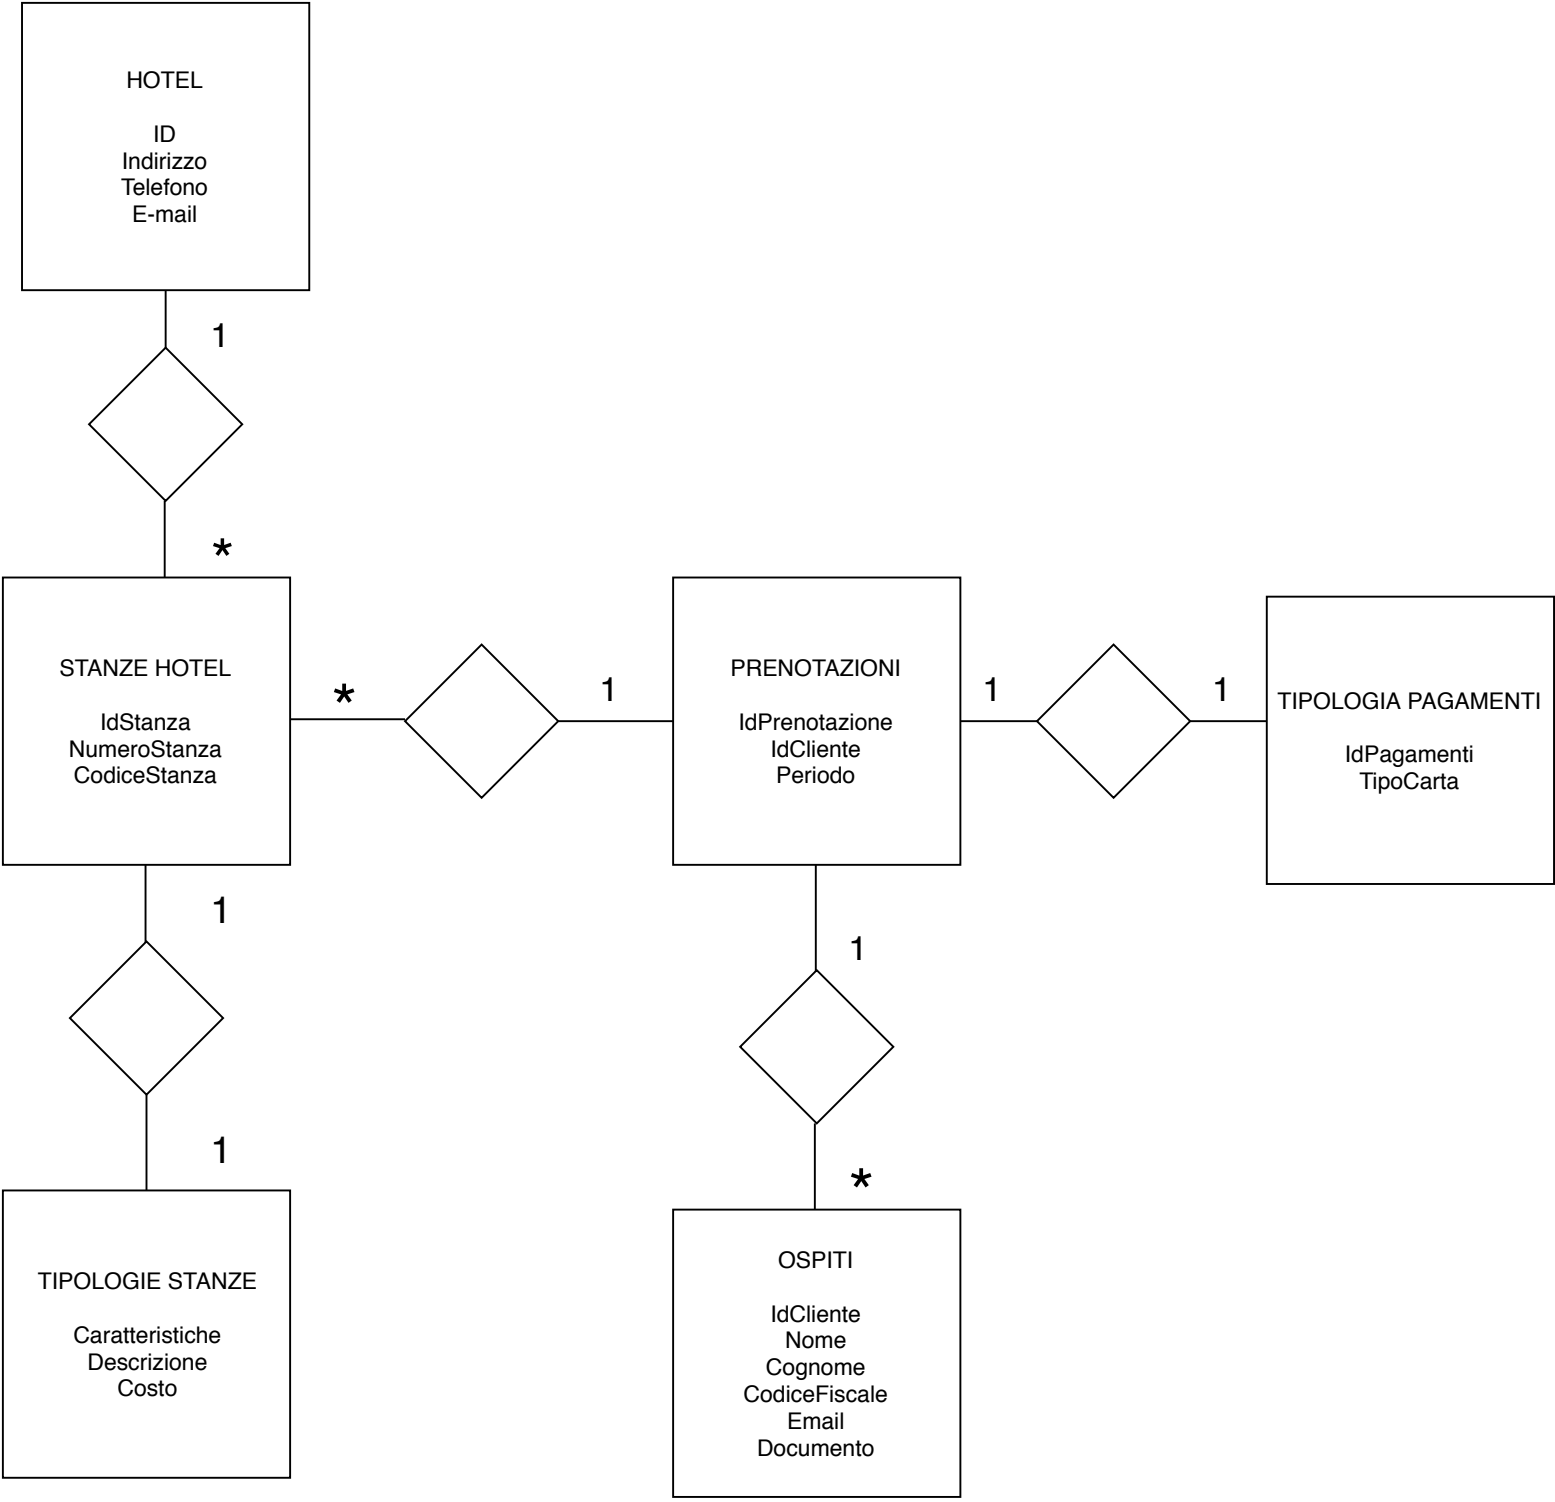 HOTEL
ID
Indirizzo
Telefono
E-mail
1
*
STANZE HOTEL
IdStanza
NumeroStanza
CodiceStanza
*
1
PRENOTAZIONI
IdPrenotazione
IdCliente
Periodo
1
1
TIPOLOGIA PAGAMENTI
IdPagamenti
TipoCarta
1
1
TIPOLOGIE STANZE
Caratteristiche
Descrizione
Costo
1
*
OSPITI
IdCliente
Nome
Cognome
CodiceFiscale
Email
Documento